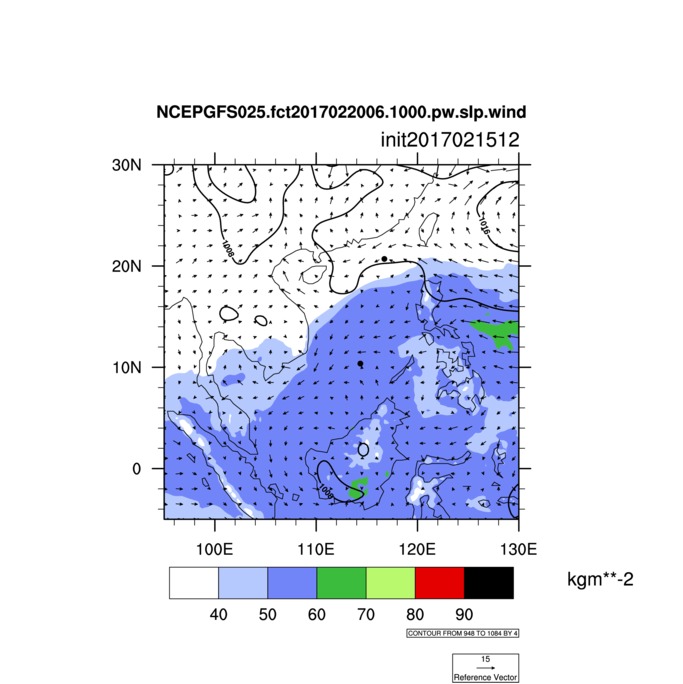 NCEPGFS025.fct2017022006.1000.pw.slp.wind
init2017021512
30N
20N
10N
0
1008
1016
1008
100E 110E 120E 130E
kgm**-2
40 50 60 70 80 90
CONTOUR FROM 948 TO 1084 BY 4
15
Reference Vector